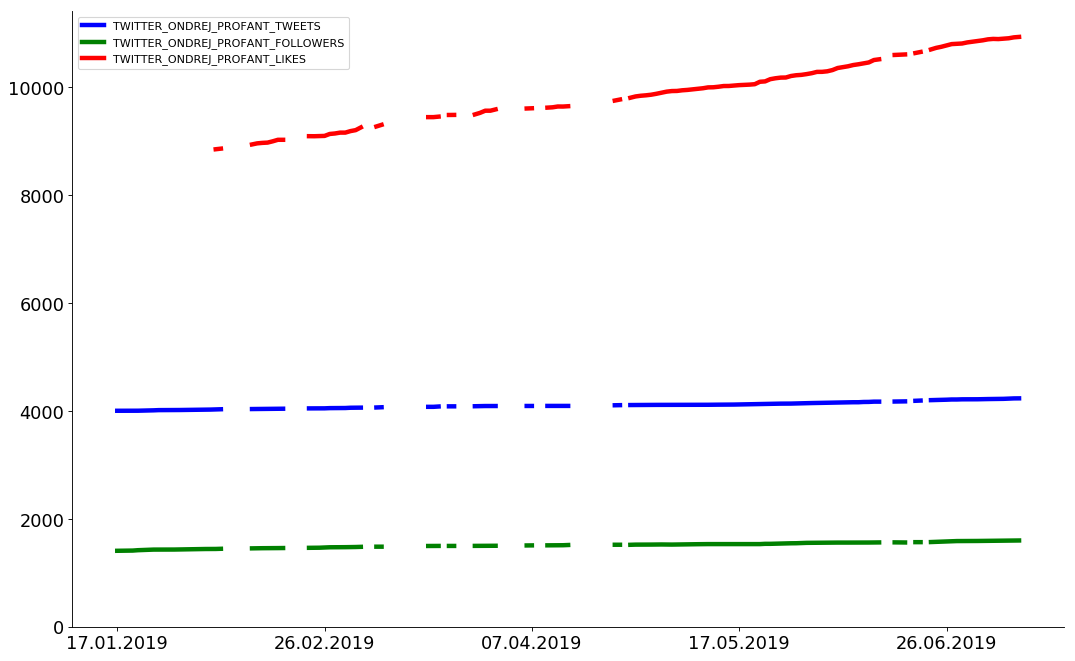 TWITTER_ONDREJ_PROFANT_TWEETS
TWITTER_ONDREJ_PROFANT_FOLLOWERS
TWITTER_ONDREJ_PROFANT_LIKES
10000
8000
6000
4000
2000
0
17.01.2019 26.02.2019 07.04.2019 17.05.2019 26.06.2019